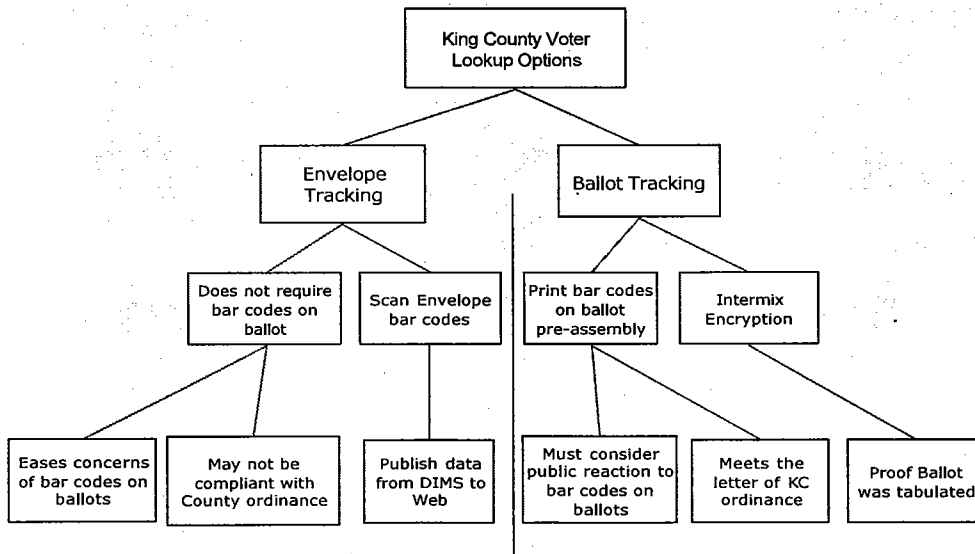 King County Voter
Lookup Options
Envelope
Tracking
Ballot Tracking
Does not require
bar codes on
ballot
Scan Envelope
bar codes
Print bar codes
on ballot
pre-assembly
Intermix
Encryption
Eases concerns
of bar codes on
ballots
May not be
compliant with
County ordinance
Publish data
from DIMS to
Web
Must consider
public reaction to
bar codes on
ballots
Meets the
letter of KC
ordinance
Proof Ballot
was tabulated